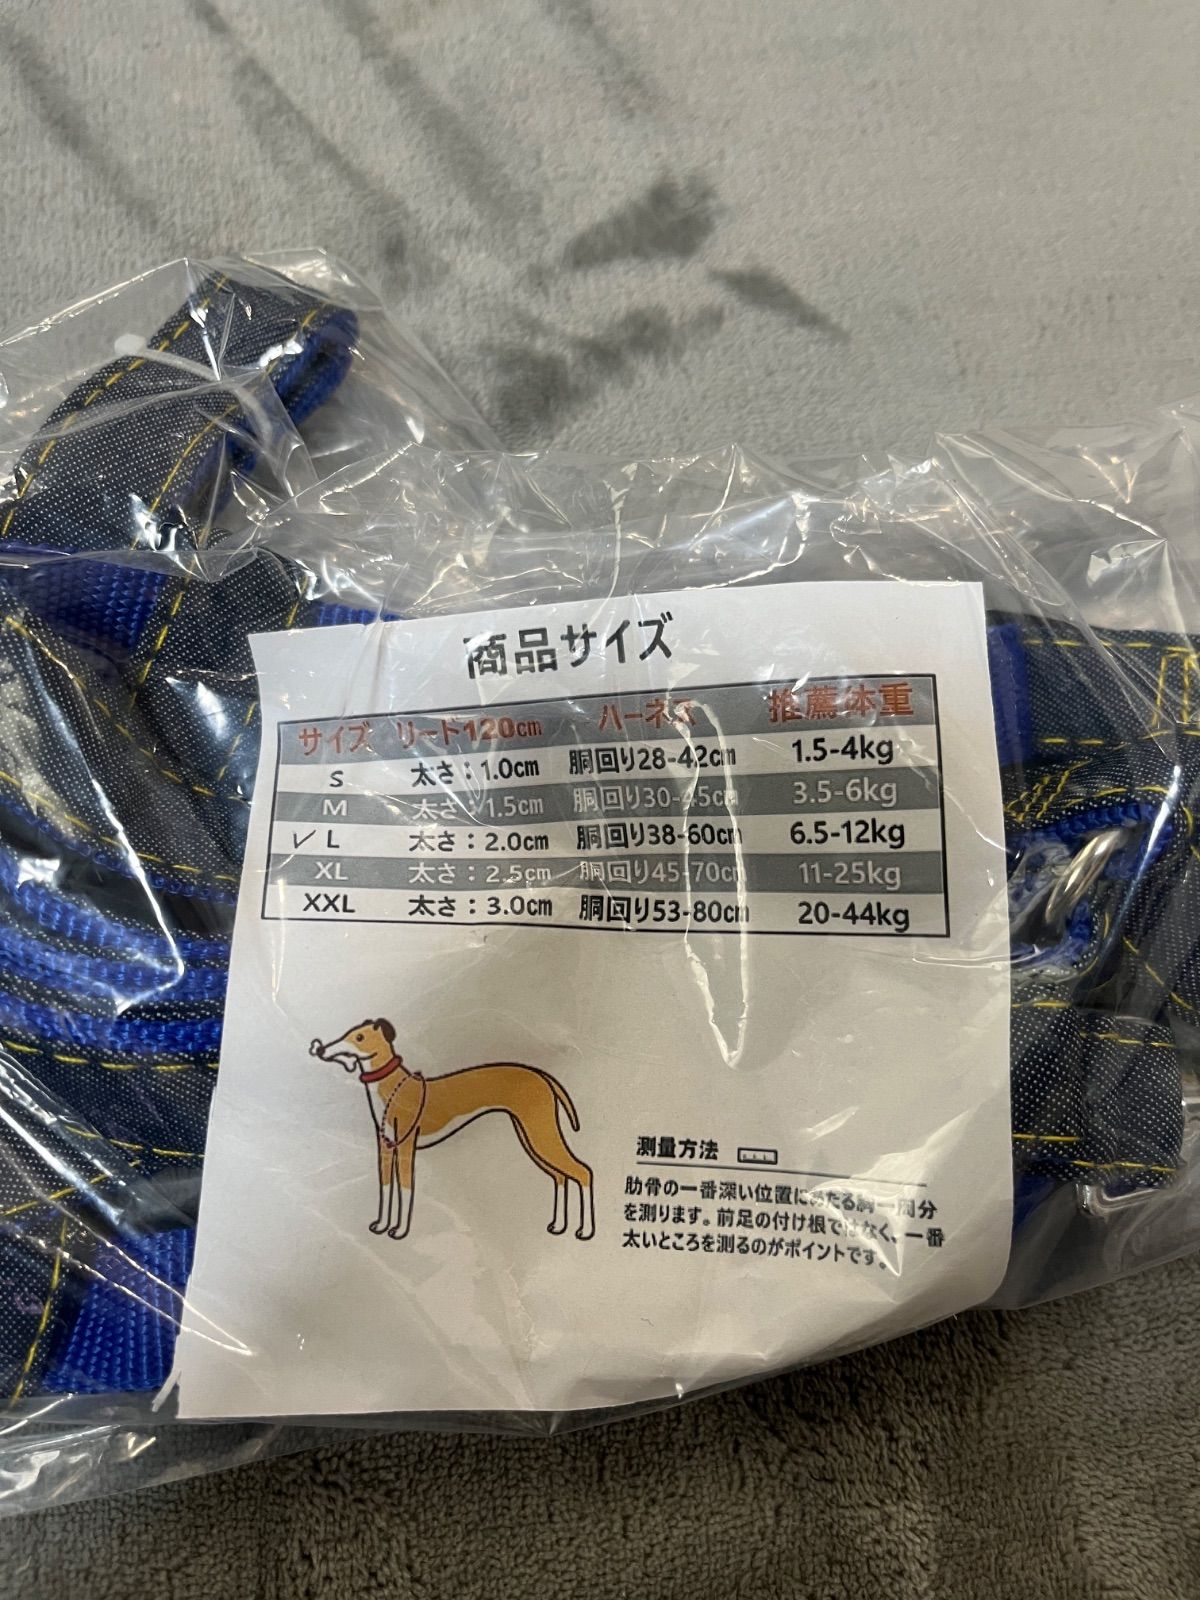 商品サイズ
サイズ リード120cm ハーネス 推薦体重
S 太さ：1.0cm 胴回り28-42cm 1.5-4kg
M 太さ：1.5cm 胴回り30-45cm 3.5-6kg
✓ L 太さ：2.0cm 胴回り38-60cm 6.5-12kg
XL 太さ：2.5cm 胴回り45-70cm 11-25kg
XXL 太さ：3.0cm 胴回り53-80cm 20-44kg
测量方法
肋骨の一番深い位置にあたる胸一周分
を測ります。前足の付け根ではなく、一番
太いところを測るのがポイントです。